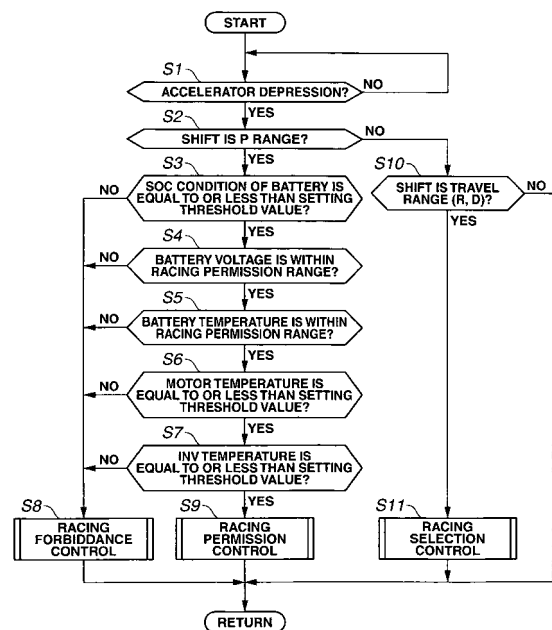 START
S1
ACCELERATOR DEPRESSION?
NO
YES
S2
SHIFT IS P RANGE?
NO
YES
S3
NO
SOC CONDITION OF BATTERY IS
EQUAL TO OR LESS THAN SETTING
THRESHOLD VALUE?
S10
SHIFT IS TRAVEL
RANGE (R, D)?
NO
YES
YES
S4
NO
BATTERY VOLTAGE IS WITHIN
RACING PERMISSION RANGE?
YES
S5
NO
BATTERY TEMPERATURE IS WITHIN
RACING PERMISSION RANGE?
YES
S6
NO
MOTOR TEMPERATURE IS
EQUAL TO OR LESS THAN SETTING
THRESHOLD VALUE?
YES
S7
NO
INV TEMPERATURE IS
EQUAL TO OR LESS THAN SETTING
THRESHOLD VALUE?
YES
S8
RACING
FORBIDDANCE
CONTROL
S9
RACING
PERMISSION
CONTROL
S11
RACING
SELECTION
CONTROL
RETURN